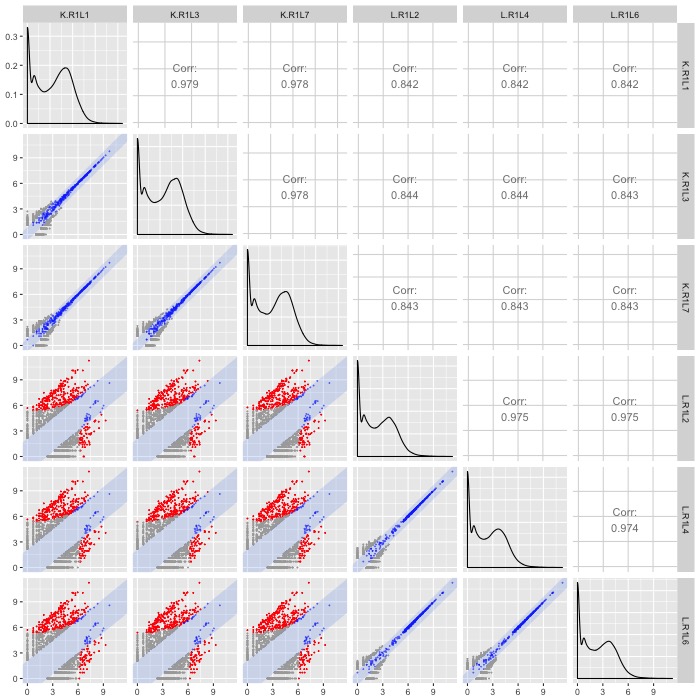 K.R1L1 K.R1L3 K.R1L7 L.R1L2 L.R1L4 L.R1L6
0.3
0.2
0.1
0.0
Corr: Corr: Corr: Corr: Corr:
0.979 0.978 0.842 0.842 0.842
K.R1L1
9
6
3
0
Corr: Corr: Corr: Corr:
0.978 0.844 0.844 0.843
K.R1L3
9
6
3
0
Corr: Corr: Corr:
0.843 0.843 0.843
K.R1L7
9
6
3
0
Corr: Corr:
0.975 0.975
L.R1L2
9
6
3
0
Corr:
0.974
L.R1L4
9
6
3
0
L.R1L6
0 3 6 9 0 3 6 9 0 3 6 9 0 3 6 9 0 3 6 9 0 3 6 9